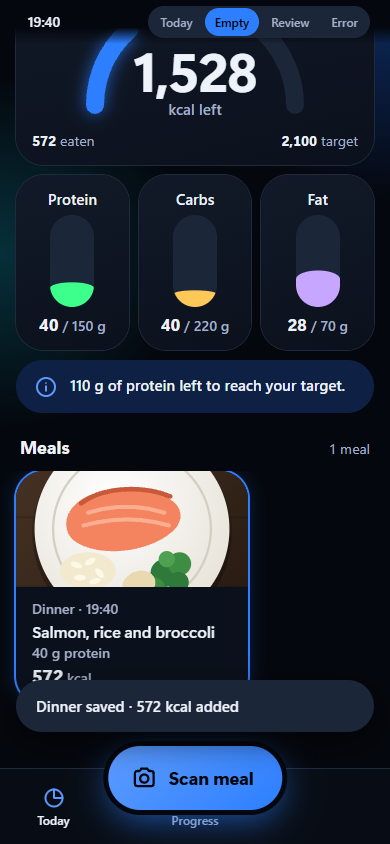 19:40
Today Empty Review Error
1,528
kcal left
572 eaten
2,100 target
Protein
Carbs
Fat
40 / 150 g
40 / 220 g
28 / 70 g
110 g of protein left to reach your target.
Meals
1 meal
Dinner · 19:40
Salmon, rice and broccoli
40 g protein
572 kcal
Dinner saved · 572 kcal added
Scan meal
Today
Progress